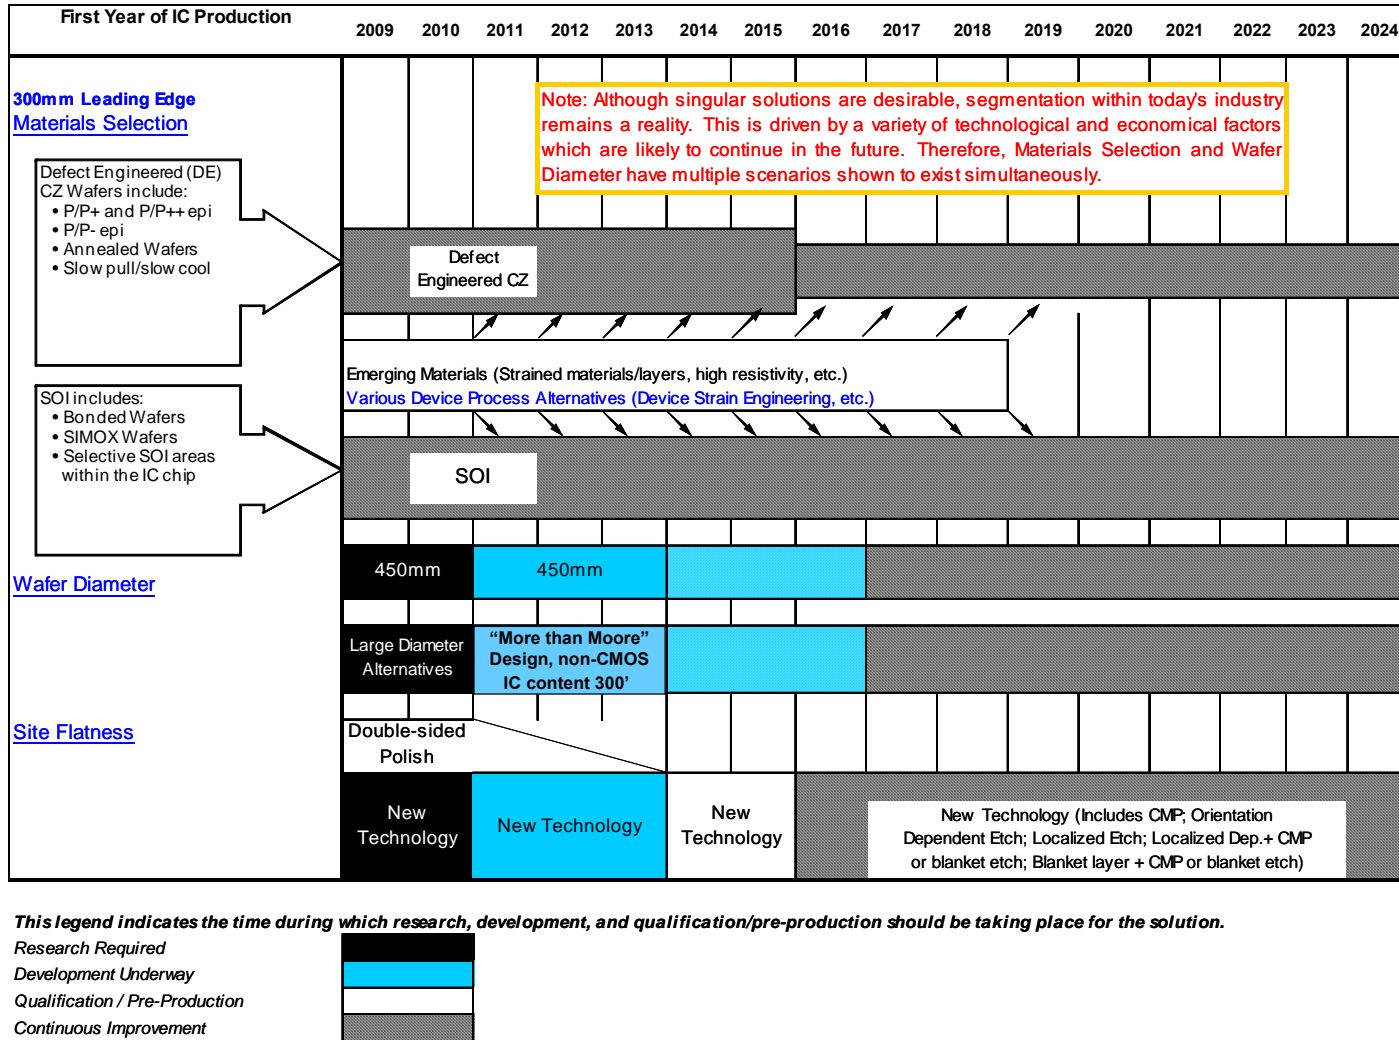 First Year of IC Production
2009 2010 2011 2012 2013 2014 2015 2016 2017 2018 2019 2020 2021 2022 2023 2024
300mm Leading Edge
Materials Selection
Note: Although singular solutions are desirable, segmentation within today's industry
remains a reality. This is driven by a variety of technological and economical factors
which are likely to continue in the future. Therefore, Materials Selection and Wafer
Diameter have multiple scenarios shown to exist simultaneously.
Defect Engineered (DE)
CZ Wafers include:
• P/P+ and P/P++ epi
• P/P- epi
• Annealed Wafers
• Slow pull/slow cool
Defect
Engineered CZ
Emerging Materials (Strained materials/layers, high resistivity, etc.)
Various Device Process Alternatives (Device Strain Engineering, etc.)
SOI includes:
• Bonded Wafers
• SIMOX Wafers
• Selective SOI areas
within the IC chip
SOI
Wafer Diameter
450mm 450mm
Large Diameter
Alternatives
“More than Moore”
Design, non-CMOS
IC content 300’
Site Flatness
Double-sided
Polish
New
Technology
New Technology
New
Technology
New Technology (Includes CMP; Orientation
Dependent Etch; Localized Etch; Localized Dep.+ CMP
or blanket etch; Blanket layer + CMP or blanket etch)
This legend indicates the time during which research, development, and qualification/pre-production should be taking place for the solution.
Research Required
Development Underway
Qualification / Pre-Production
Continuous Improvement